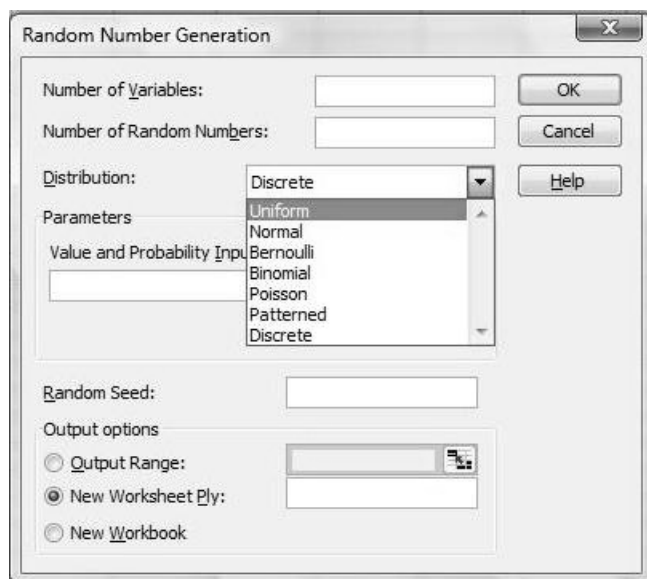 Random Number Generation
X
Number of Variables:
OK
Number of Random Numbers:
Cancel
Distribution:
Discrete
Help
Uniform
Normal
Bernoulli
Binomial
Poisson
Patterned
Discrete
Parameters
Value and Probability Inpu
Random Seed:
Output options
Output Range:
New Worksheet Ply:
New Workbook